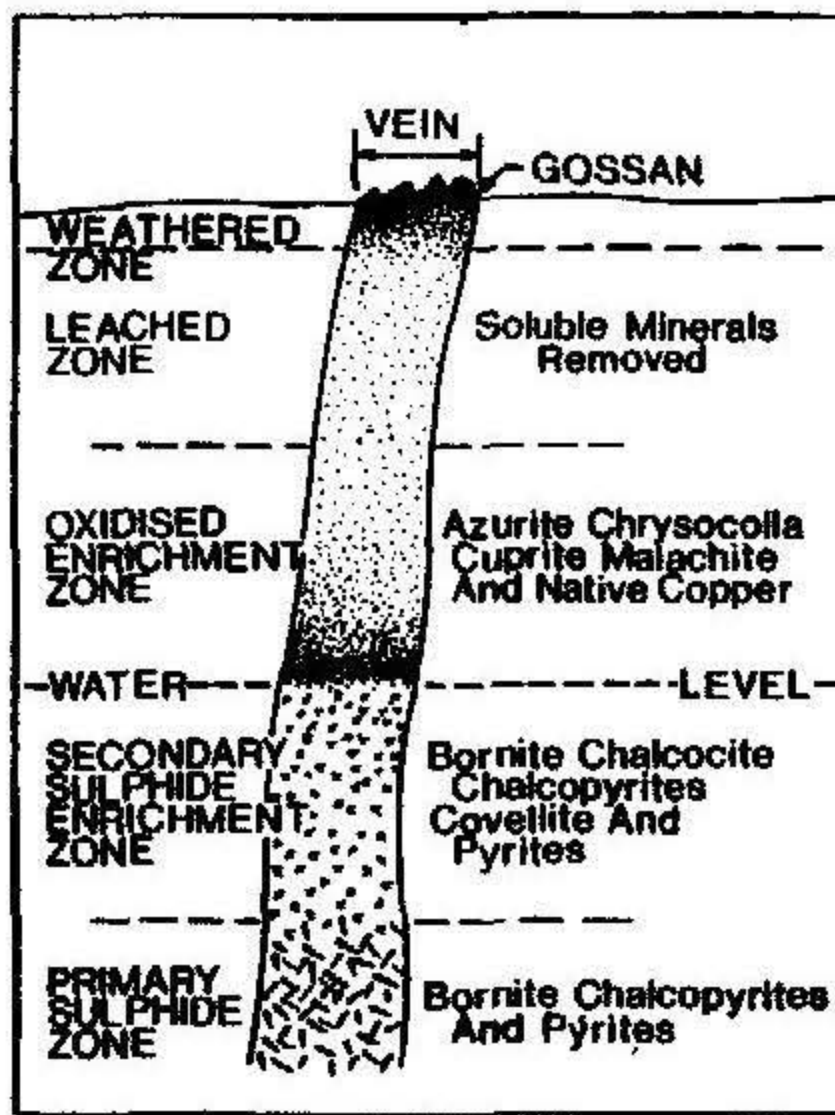 VEIN
GOSSAN
WEATHERED
ZONE
LEACHED
ZONE
Soluble Minerals
Removed
OXIDISED
ENRICHMENT
ZONE
Azurite Chrysocolla
Cuprite Malachite
And Native Copper
WATER
LEVEL
SECONDARY
SULPHIDE
ENRICHMENT
ZONE
Bornite Chalcocite
Chalcopyrites
Covellite And
Pyrites
PRIMARY
SULPHIDE
ZONE
Bornite Chalcopyrites
And Pyrites